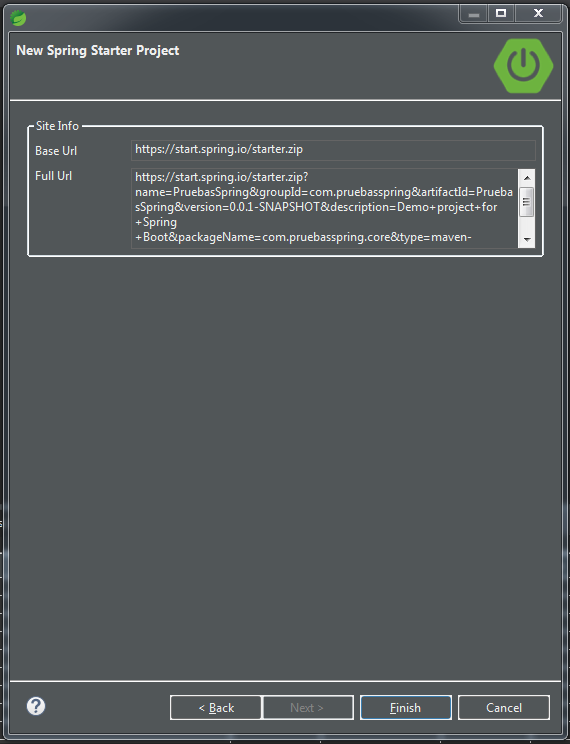 New Spring Starter Project
Site Info
Base Url
https://start.spring.io/starter.zip
Full Url
https://start.spring.io/starter.zip?
name=PruebasSpring&groupId=com.pruebasspring&artifactId=Prueba
sSpring&version=0.0.1-SNAPSHOT&description=Demo+project+for
+Spring
+Boot&packageName=com.pruebasspring.core&type=maven-
?
< Back
Next >
Finish
Cancel